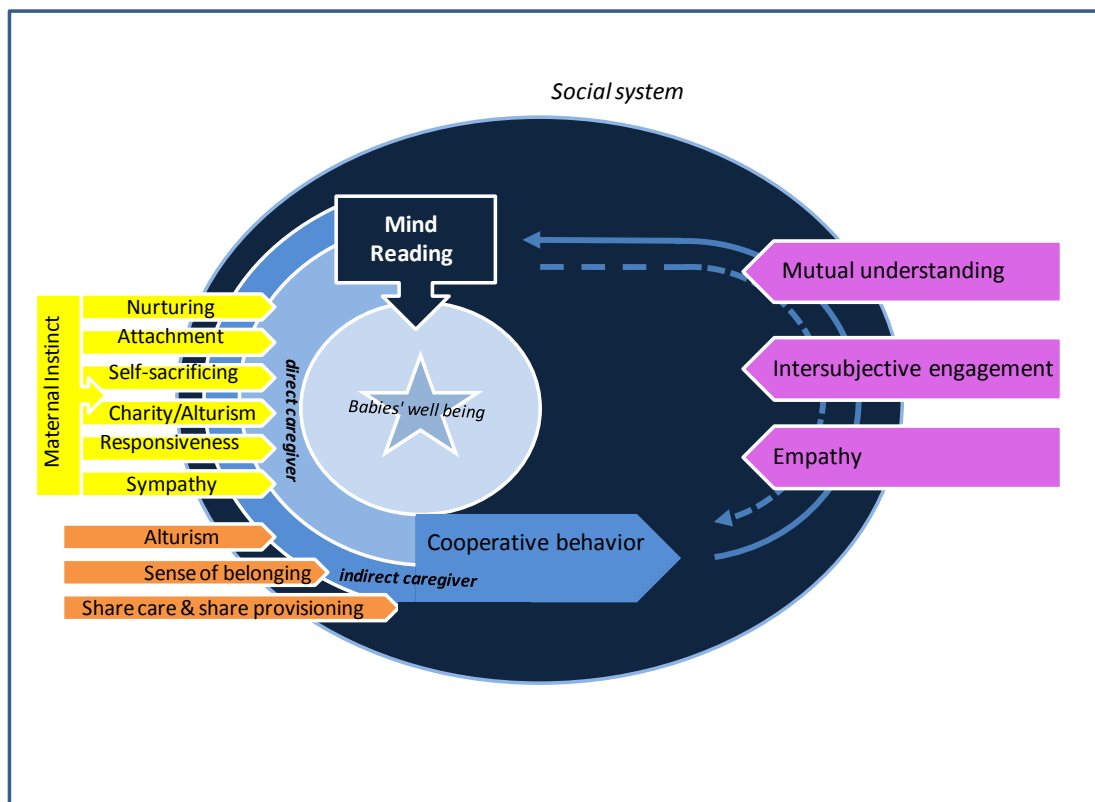 Social system
Mind
Reading
Maternal Instinct
Nurturing
Attachment
Self-sacrificing
Charity/Alturism
Responsiveness
Sympathy
direct caregiver
Babies' well being
Mutual understanding
Intersubjective engagement
Empathy
Alturism
Sense of belonging
Share care & share provisioning
indirect caregiver
Cooperative behavior